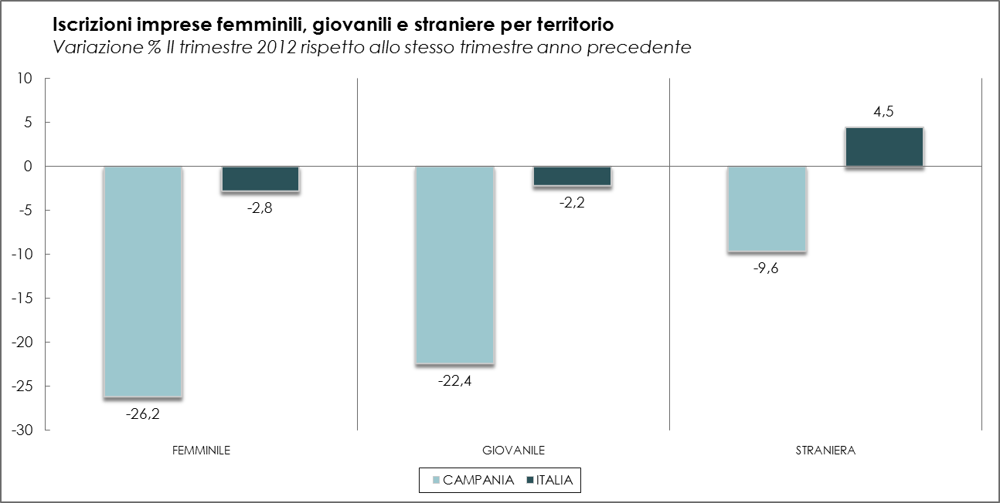 Iscrizioni imprese femminili, giovanili e straniere per territorio
Variazione % II trimestre 2012 rispetto allo stesso trimestre anno precedente
10
5
0
-5
-10
-15
-20
-25
-30
-26,2
-2,8
-22,4
-2,2
-9,6
4,5
FEMMINILE
GIOVANILE
STRANIERA
CAMPANIA
ITALIA